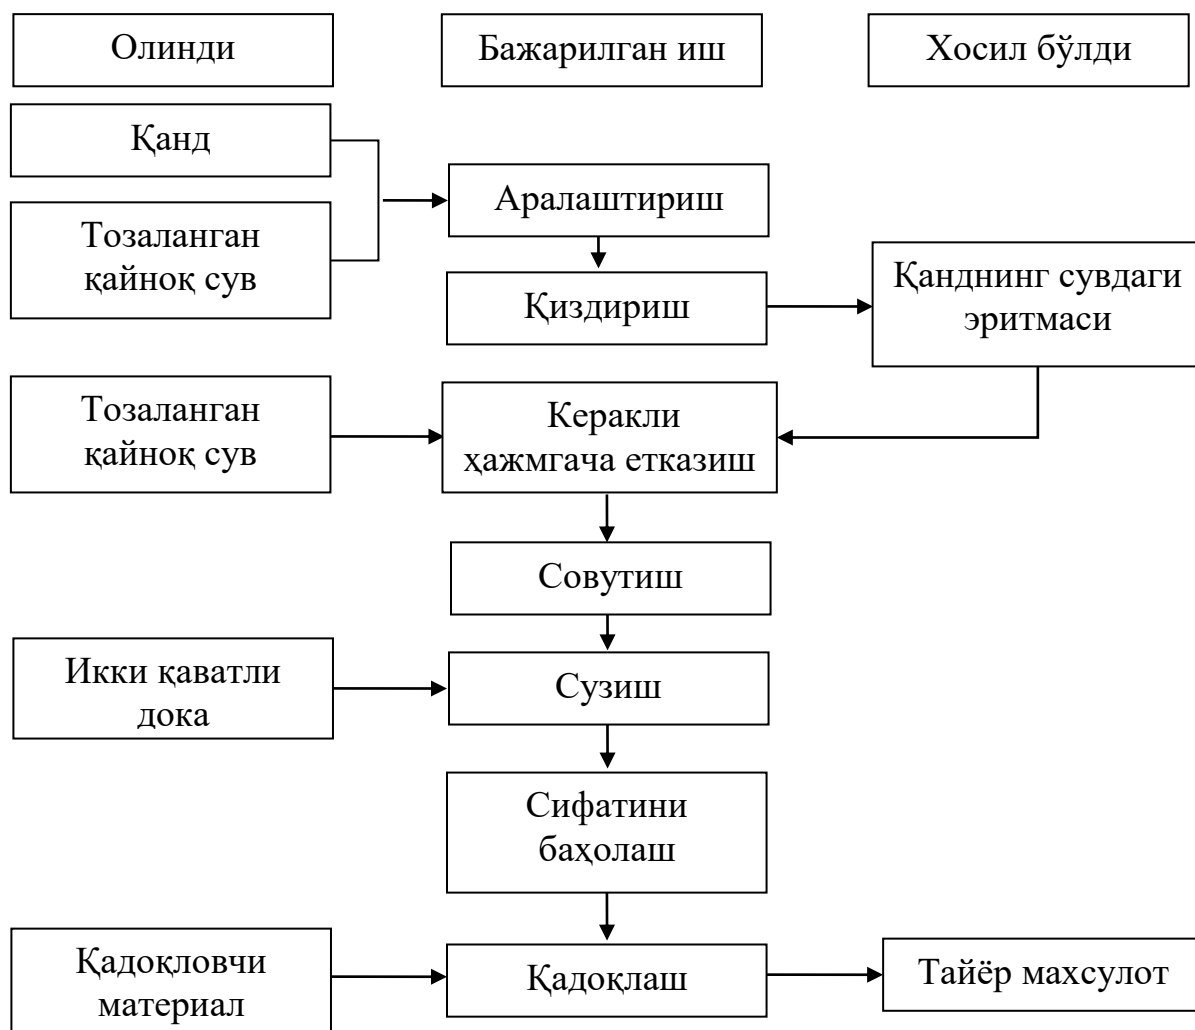 Олинди
Бажарилган иш
Хосил бўлди
Қанд
Тозаланган
қайноқ сув
Аралаштириш
Қиздириш
Қанднинг сувдаги
эритмаси
Тозаланган
қайноқ сув
Керакли
ҳажмгача етказиш
Совутиш
Икки қаватли
дока
Сузиш
Сифатини
баҳолаш
Қадоқловчи
материал
Қадоқлаш
Тайёр махсулот